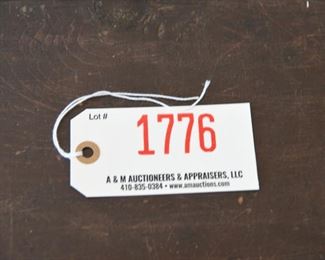 Lot #
1776
A & M AUCTIONEERS & APPRAISERS, LLC
410-835-0384 • www.amauctions.com